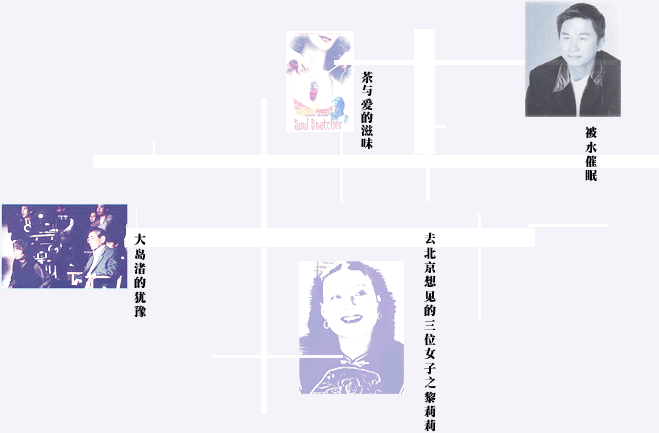 Soul Snatcher
茶与爱的滋味
被水催眠
大岛渚的犹豫
去北京想见的三位女子之黎莉莉